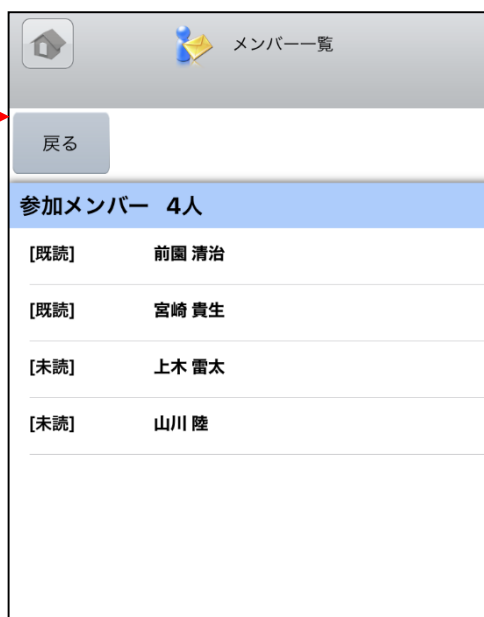 メンバー一覧
戻る
参加メンバー 4人
[既読] 前園 清治
[既読] 宮崎 貴生
[未読] 上木 雷太
[未読] 山川 陸